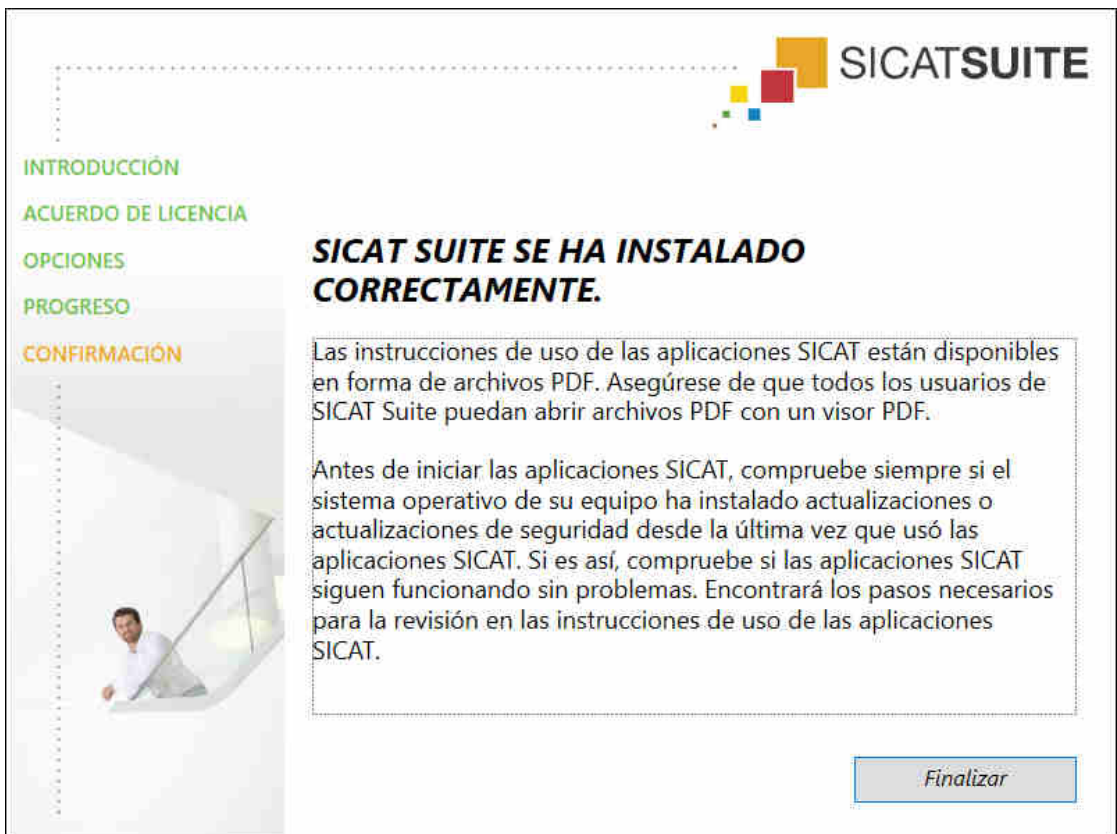 SICATSUITE
INTRODUCCIÓN
ACUERDO DE LICENCIA
OPCIONES
PROGRESO
CONFIRMACIÓN
SICAT SUITE SE HA INSTALADO
CORRECTAMENTE.
Las instrucciones de uso de las aplicaciones SICAT están disponibles
en forma de archivos PDF. Asegúrese de que todos los usuarios de
SICAT Suite puedan abrir archivos PDF con un visor PDF.
Antes de iniciar las aplicaciones SICAT, compruebe siempre si el
sistema operativo de su equipo ha instalado actualizaciones o
actualizaciones de seguridad desde la última vez que usó las
aplicaciones SICAT. Si es así, compruebe si las aplicaciones SICAT
siguen funcionando sin problemas. Encontrará los pasos necesarios
para la revisión en las instrucciones de uso de las aplicaciones
SICAT.
Finalizar